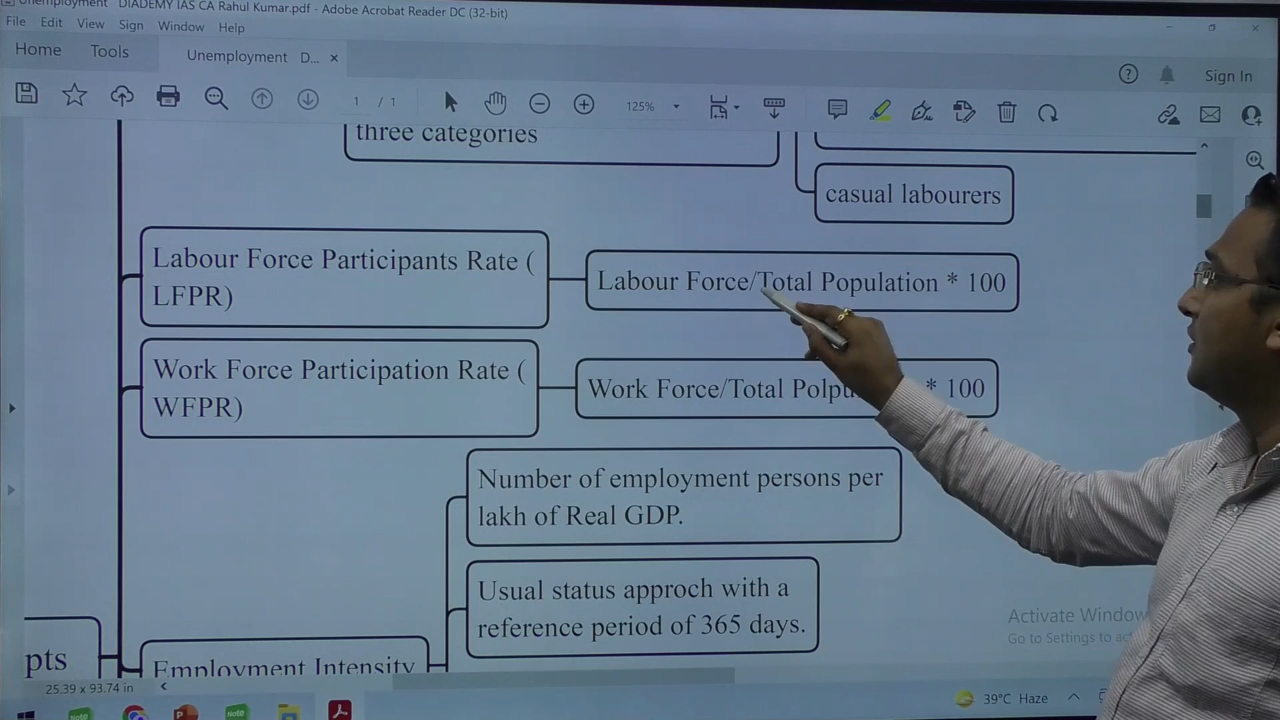 Unemployment DIADEMY IAS CA Rahul Kumar.pdf - Adobe Acrobat Reader DC (32-bit)
File Edit View Sign Window Help
Home Tools Unemployment D... × Sign In
1 / 1 125%
three categories
casual labourers
Labour Force Participants Rate (
LFPR)
Labour Force/Total Population * 100
Work Force Participation Rate (
WFPR)
Work Force/Total Polpu * 100
Number of employment persons per
lakh of Real GDP.
Usual status approch with a
reference period of 365 days.
Employment Intensity
pts
Activate Window
Go to Settings to ac
25.39 x 93.74 in
39°C Haze